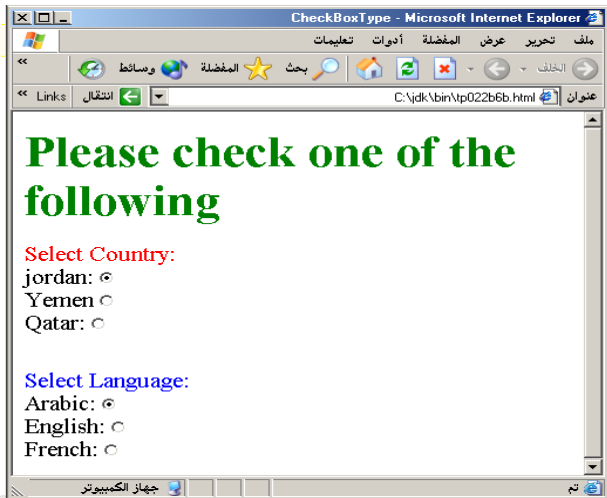 CheckBoxType - Microsoft Internet Explorer
ملف تحرير عرض المفضلة أدوات تعليمات
الخلف بحث المفضلة وسائط
عنوان C:\jdk\bin\tp022b6b.html انتقال Links
Please check one of the
following
Select Country:
jordan:
Yemen
Qatar:
Select Language:
Arabic:
English:
French:
تم جهاز الكمبيوتر